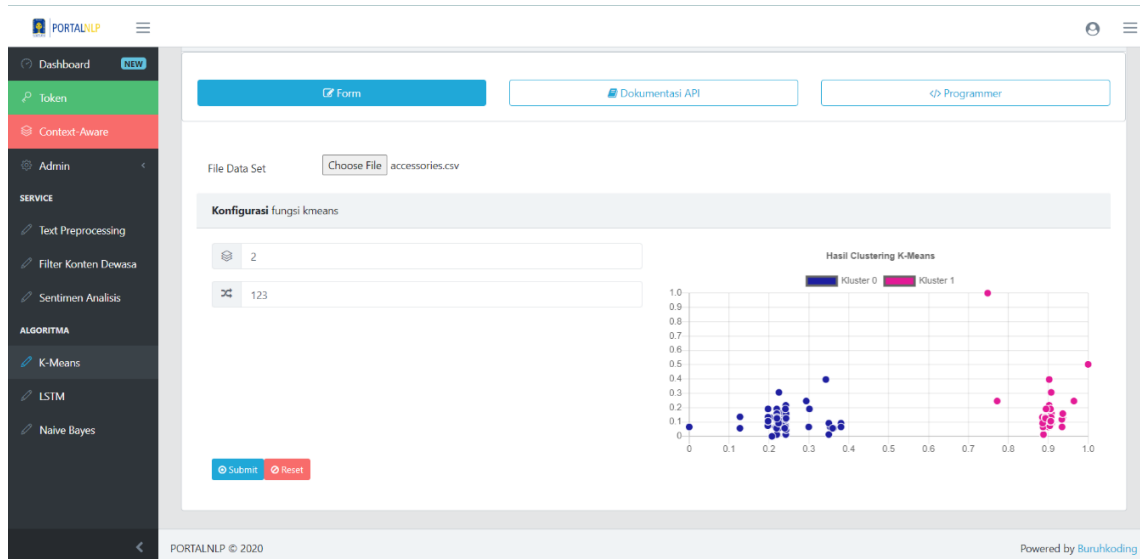 PORTALNLP
Dashboard NEW
Token
Context-Aware
Admin
SERVICE
Text Preprocessing
Filter Konten Dewasa
Sentimen Analisis
ALGORITMA
K-Means
LSTM
Naive Bayes
Form
Dokumentasi API
</> Programmer
File Data Set Choose File accessories.csv
Konfigurasi fungsi kmeans
2
123
Submit Reset
Hasil Clustering K-Means
Kluster 0 Kluster 1
1.0
0.9
0.8
0.7
0.6
0.5
0.4
0.3
0.2
0.1
0
0 0.1 0.2 0.3 0.4 0.5 0.6 0.7 0.8 0.9 1.0
PORTALNLP © 2020
Powered by Buruhkoding